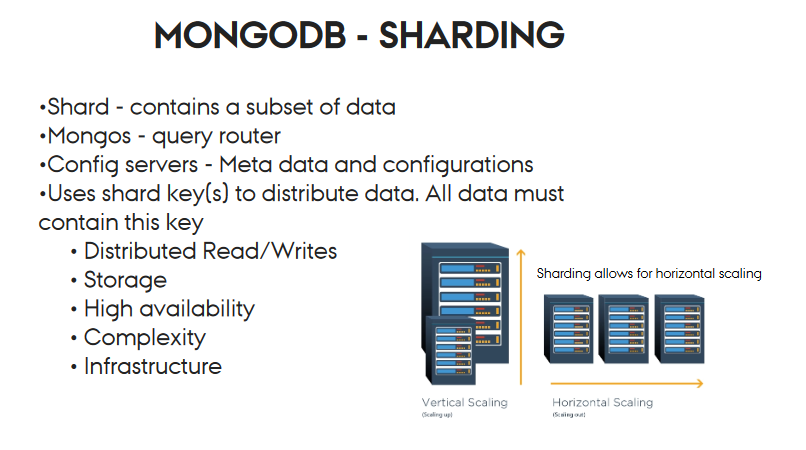 MONGODB - SHARDING
•Shard - contains a subset of data
•Mongos - query router
•Config servers - Meta data and configurations
•Uses shard key(s) to distribute data. All data must
contain this key
• Distributed Read/Writes
• Storage
• High availability
• Complexity
• Infrastructure
Sharding allows for horizontal scaling
Vertical Scaling
(Scaling up)
Horizontal Scaling
(Scaling out)